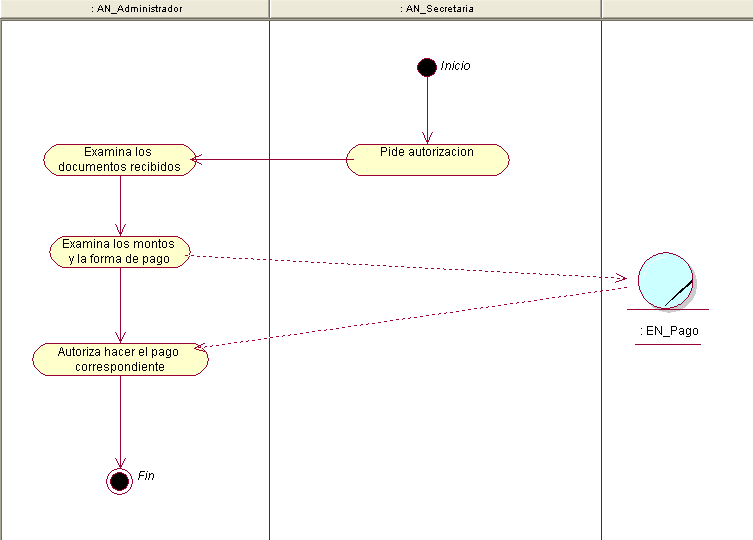 : AN_Administrador
: AN_Secretaria
Inicio
Pide autorizacion
Examina los
documentos recibidos
Examina los montos
y la forma de pago
: EN_Pago
Autoriza hacer el pago
correspondiente
Fin